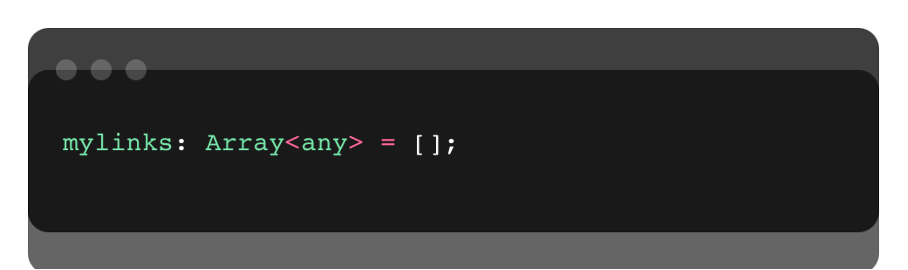 mylinks: Array<any> = [];